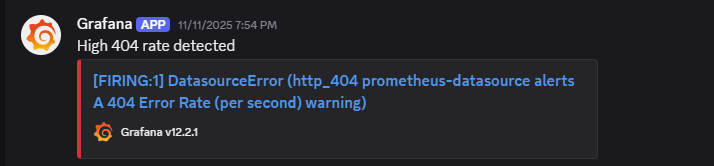 Grafana APP 11/11/2025 7:54 PM
High 404 rate detected
[FIRING:1] DatasourceError (http_404 prometheus-datasource alerts
A 404 Error Rate (per second) warning)
Grafana v12.2.1